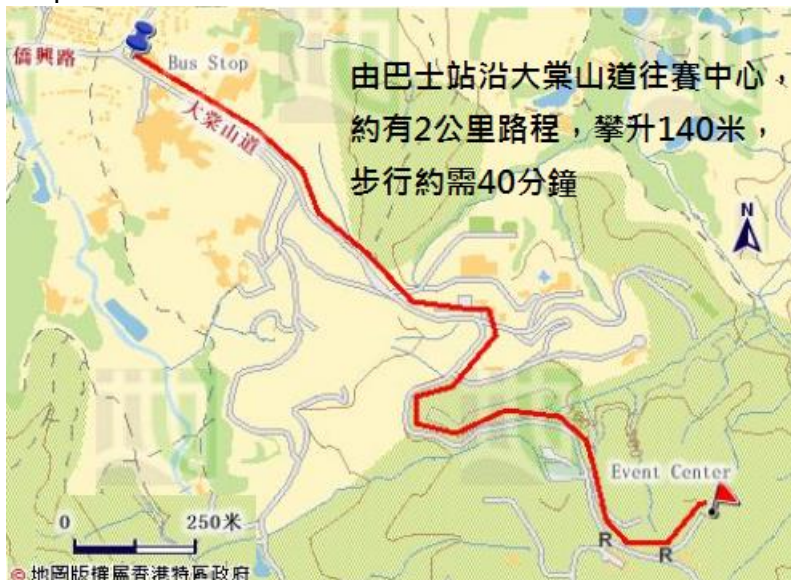 僑興路
Bus Stop
大棠山道
由巴士站沿大棠山道往賽中心，
約有2公里路程，攀升140米，
步行約需40分鐘
N
Event Center
R
R
0 250米
©地圖版權屬香港特區政府